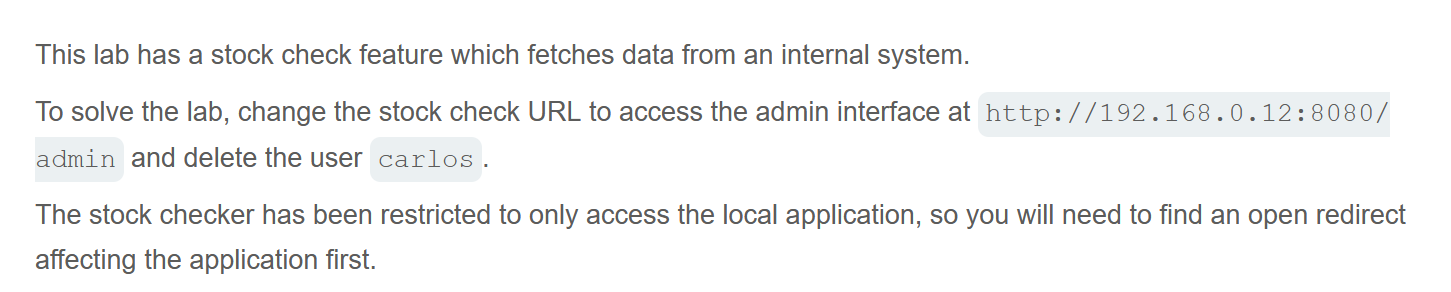 This lab has a stock check feature which fetches data from an internal system.
To solve the lab, change the stock check URL to access the admin interface at http://192.168.0.12:8080/
admin and delete the user carlos.
The stock checker has been restricted to only access the local application, so you will need to find an open redirect
affecting the application first.